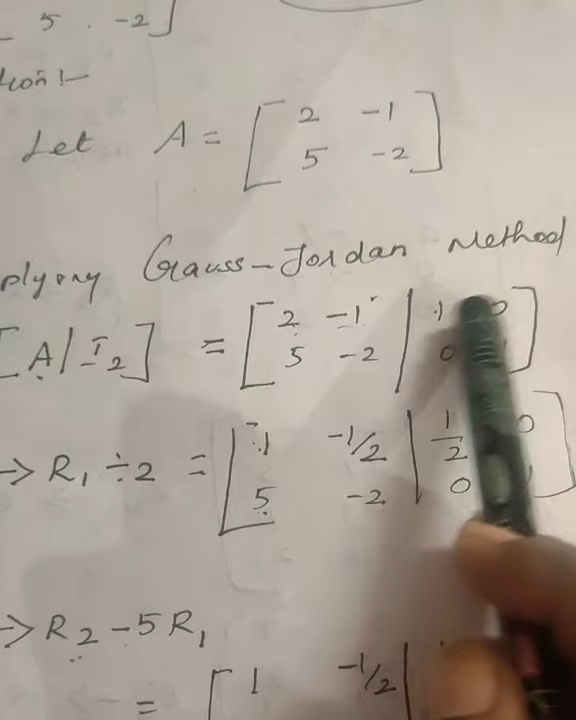 5 . -2]
tion:-
Let A = [ 2 -1
5 -2 ]
plying Gauss-Jordan Method
[A/I2] = [ 2 -1 | 1 0
5 -2 | 0 ]
→ R1 ÷ 2 = [ 1 -1/2 | 1/2 0
5 -2 | 0 1 ]
→ R2 - 5R1
= [ 1 -1/2 |